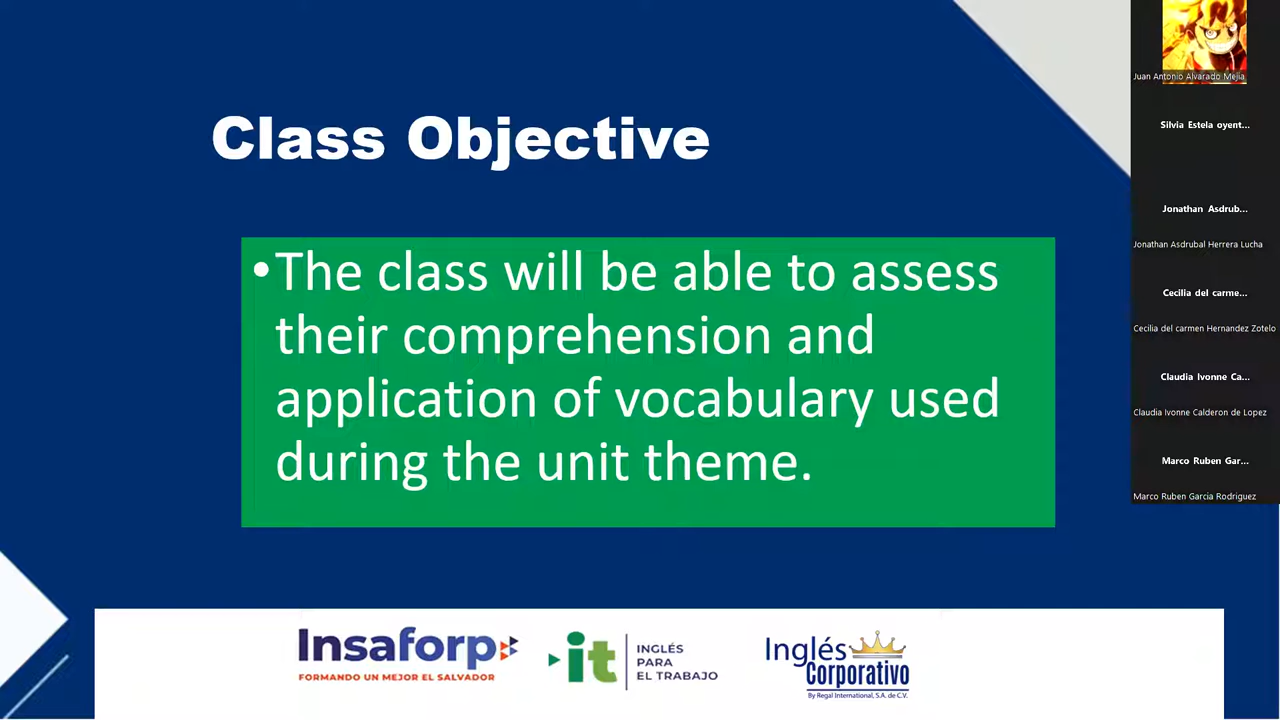 Class Objective
•The class will be able to assess
their comprehension and
application of vocabulary used
during the unit theme.
Insaforp
FORMANDO UN MEJOR EL SALVADOR
it
INGLÉS
PARA
EL TRABAJO
Inglés
Corporativo
By Regal International, S.A. de C.V.
Juan Antonio Alvarado Mejia
Silvia Estela oyent...
Jonathan Asdrub...
Jonathan Asdrubal Herrera Lucha
Cecilia del carme...
Cecilia del carmen Hernandez Zotelo
Claudia Ivonne Ca...
Claudia Ivonne Calderon de Lopez
Marco Ruben Gar...
Marco Ruben Garcia Rodriguez